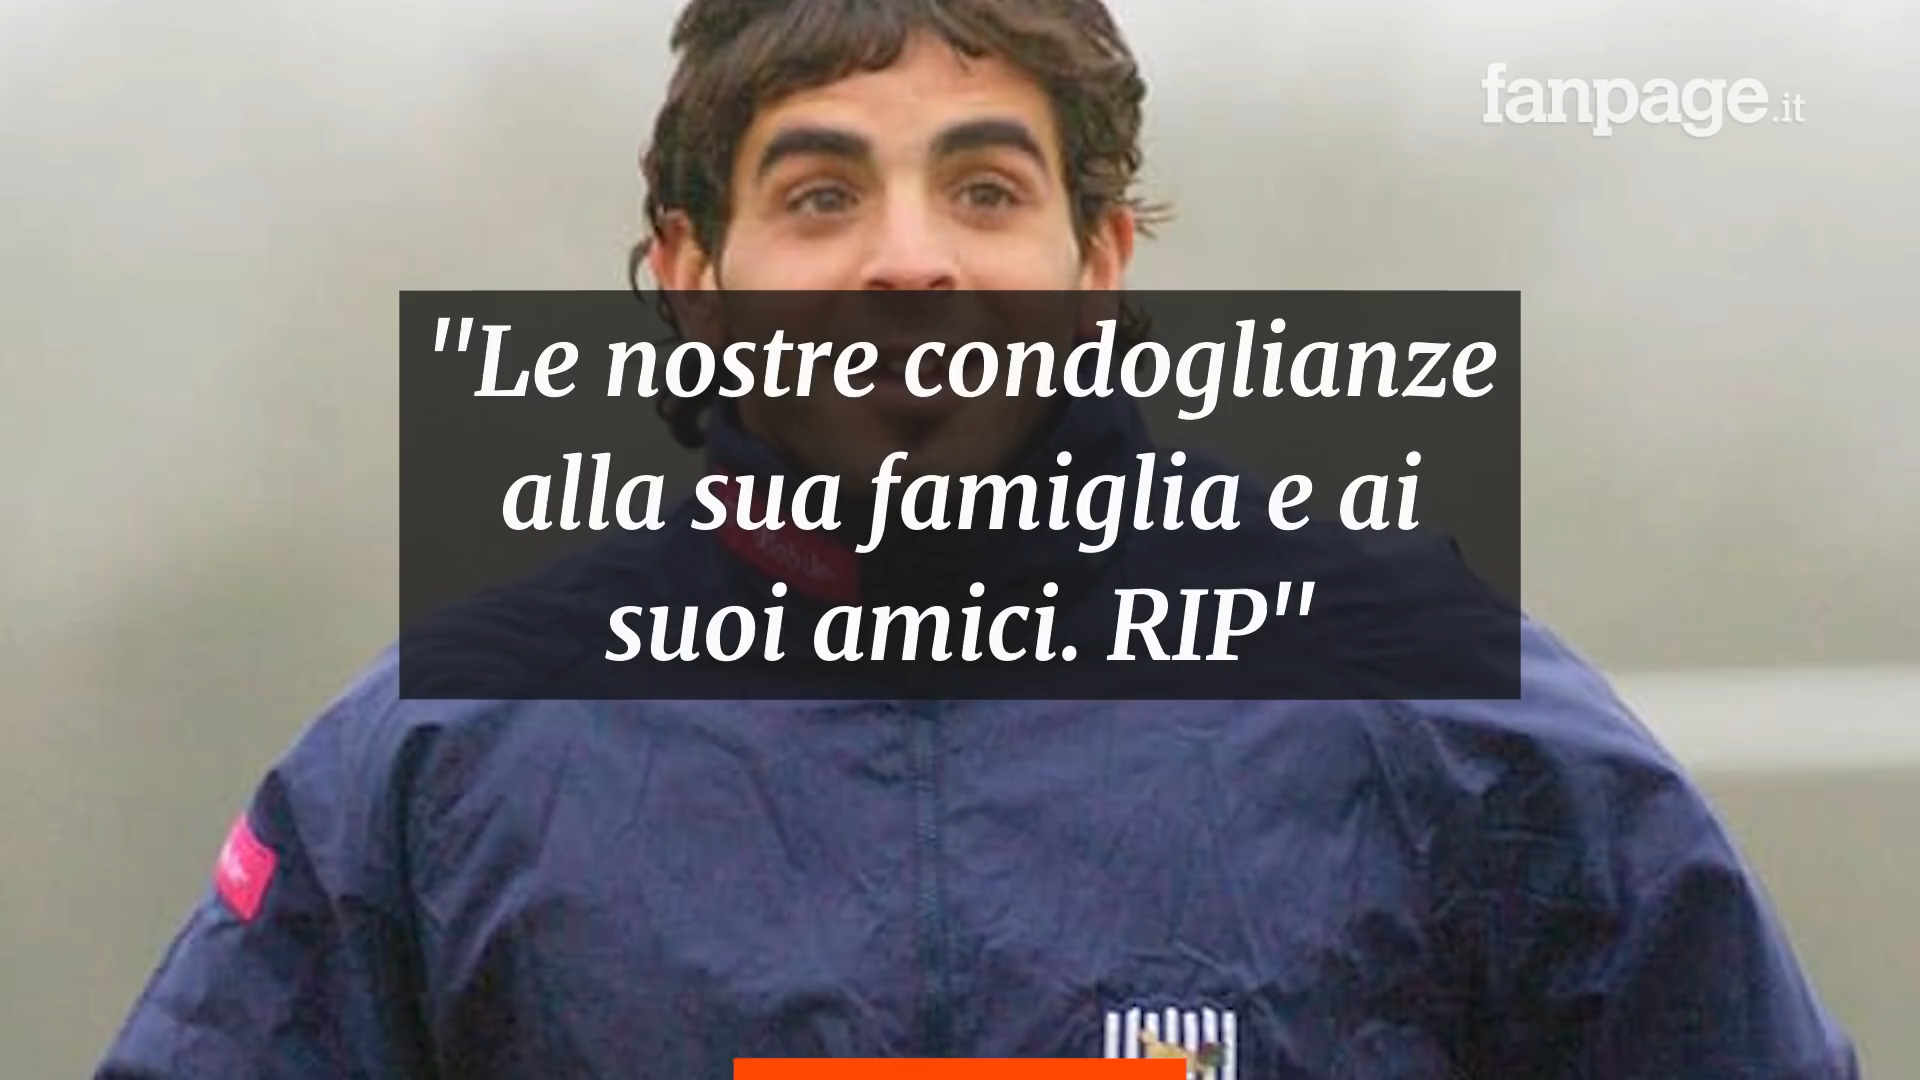 fanpage.it
"Le nostre condoglianze
alla sua famiglia e ai
suoi amici. RIP"